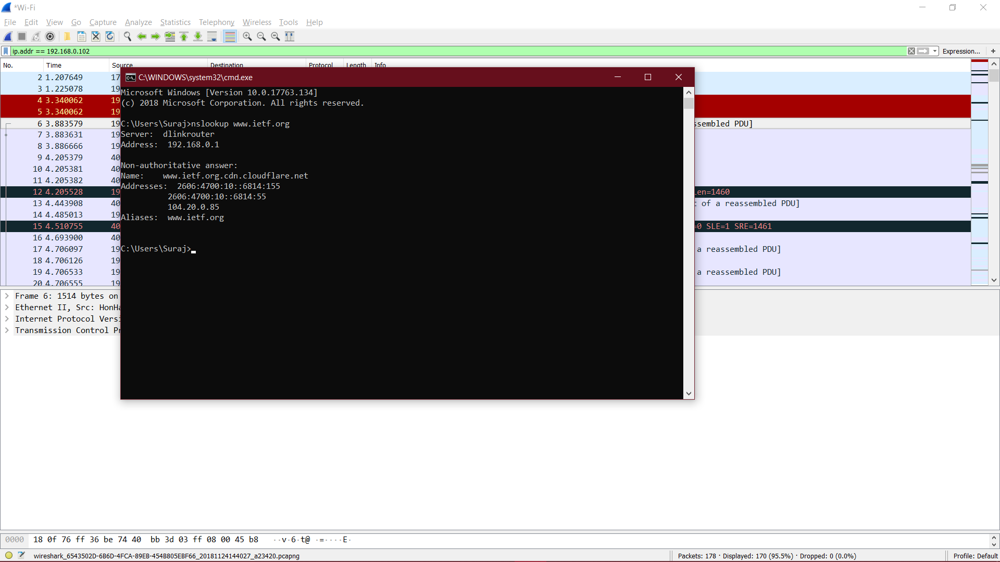 *Wi-Fi
File Edit View Go Capture Analyze Statistics Telephony Wireless Tools Help
ip.addr == 192.168.0.102 Expression... +
No. Time Source Destination Protocol Length Info
2 1.207649 17
3 1.225078 19
4 3.340062 19
5 3.340062 19
6 3.883579 19 ssembled PDU]
7 3.883631 19
8 3.886666 19
9 4.205379 40
10 4.205381 40
11 4.205382 40
12 4.205528 19 Len=1460
13 4.443908 40 of a reassembled PDU]
14 4.485013 19
15 4.510755 40 =0 SLE=1 SRE=1461
16 4.693900 40
17 4.706097 19 a reassembled PDU]
18 4.706126 19
19 4.706533 19 a reassembled PDU]
20 4.706555 19
C:\WINDOWS\system32\cmd.exe
Microsoft Windows [Version 10.0.17763.134]
(c) 2018 Microsoft Corporation. All rights reserved.
C:\Users\Suraj>nslookup www.ietf.org
Server: dlinkrouter
Address: 192.168.0.1
Non-authoritative answer:
Name: www.ietf.org.cdn.cloudflare.net
Addresses: 2606:4700:10::6814:155
2606:4700:10::6814:55
104.20.0.85
Aliases: www.ietf.org
C:\Users\Suraj>
Frame 6: 1514 bytes on
Ethernet II, Src: HonHa
Internet Protocol Versi
Transmission Control Pr
0000 18 0f 76 ff 36 be 74 40 bb 3d 03 ff 08 00 45 b8 ··v·6·t@ ·=····E·
wireshark_6543502D-6B6D-4FCA-89EB-454B805EBF66_20181124144027_a23420.pcapng
Packets: 178 · Displayed: 170 (95.5%) · Dropped: 0 (0.0%)
Profile: Default